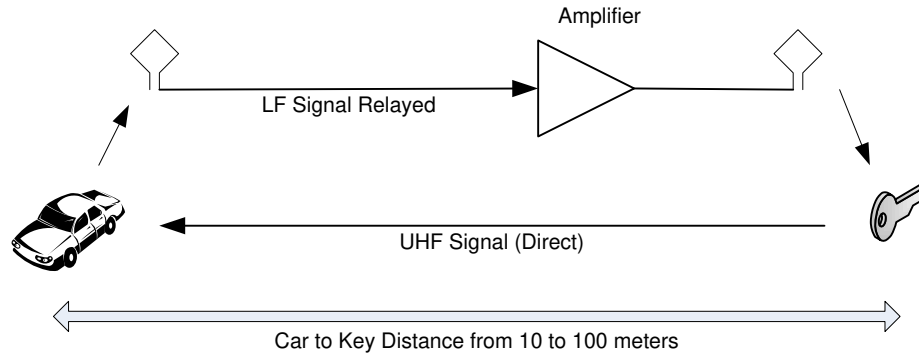 Amplifier
LF Signal Relayed
UHF Signal (Direct)
Car to Key Distance from 10 to 100 meters